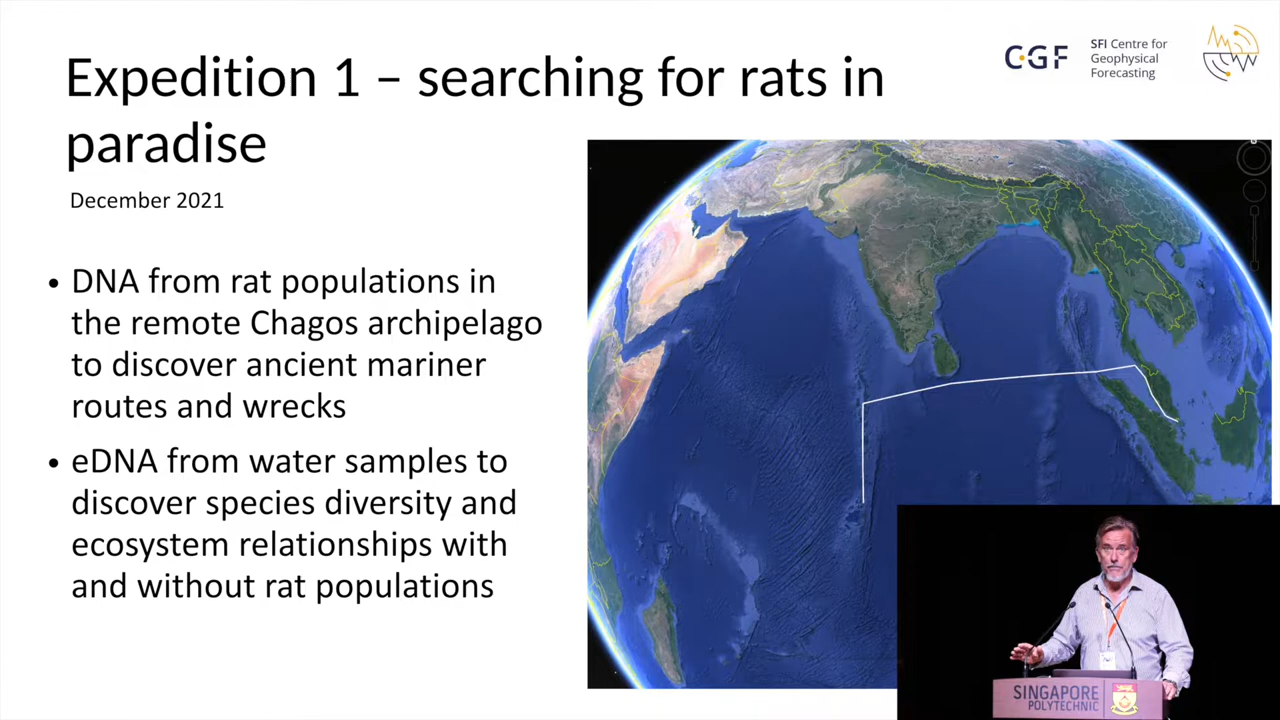 Expedition 1 – searching for rats in
paradise
CGF
SFI Centre for
Geophysical
Forecasting
December 2021
• DNA from rat populations in
the remote Chagos archipelago
to discover ancient mariner
routes and wrecks
• eDNA from water samples to
discover species diversity and
ecosystem relationships with
and without rat populations
SINGAPORE
POLYTECHNIC